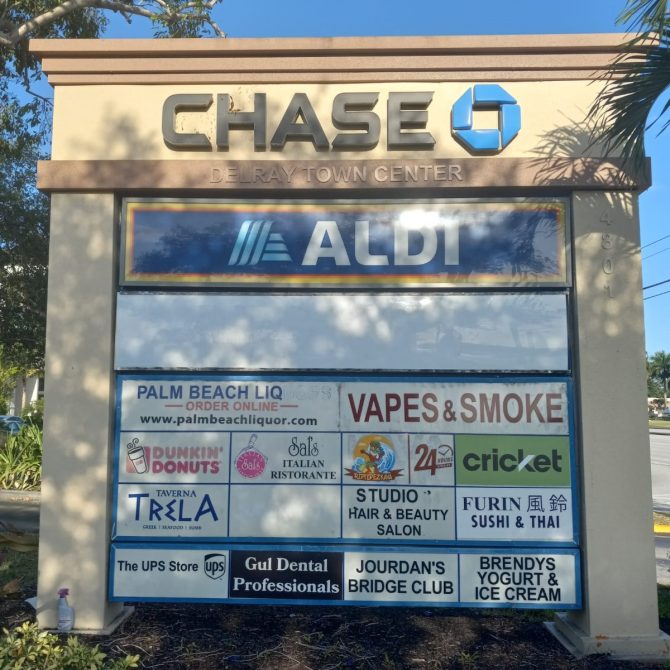 CHASE
DELRAY TOWN CENTER
4801
ALDI
PALM BEACH LIQ
ORDER ONLINE
www.palmbeachliquor.com
VAPES & SMOKE
DUNKIN'
DONUTS
Sal's
Sal's
ITALIAN
RISTORANTE
24 HOURS
cricket
TAVERNA
TRELA
GREEK | SEAFOOD | SUSHI
STUDIO
HAIR & BEAUTY
SALON
FURIN 風鈴
SUSHI & THAI
The UPS Store ups
Gul Dental
Professionals
JOURDAN'S
BRIDGE CLUB
BRENDYS
YOGURT &
ICE CREAM